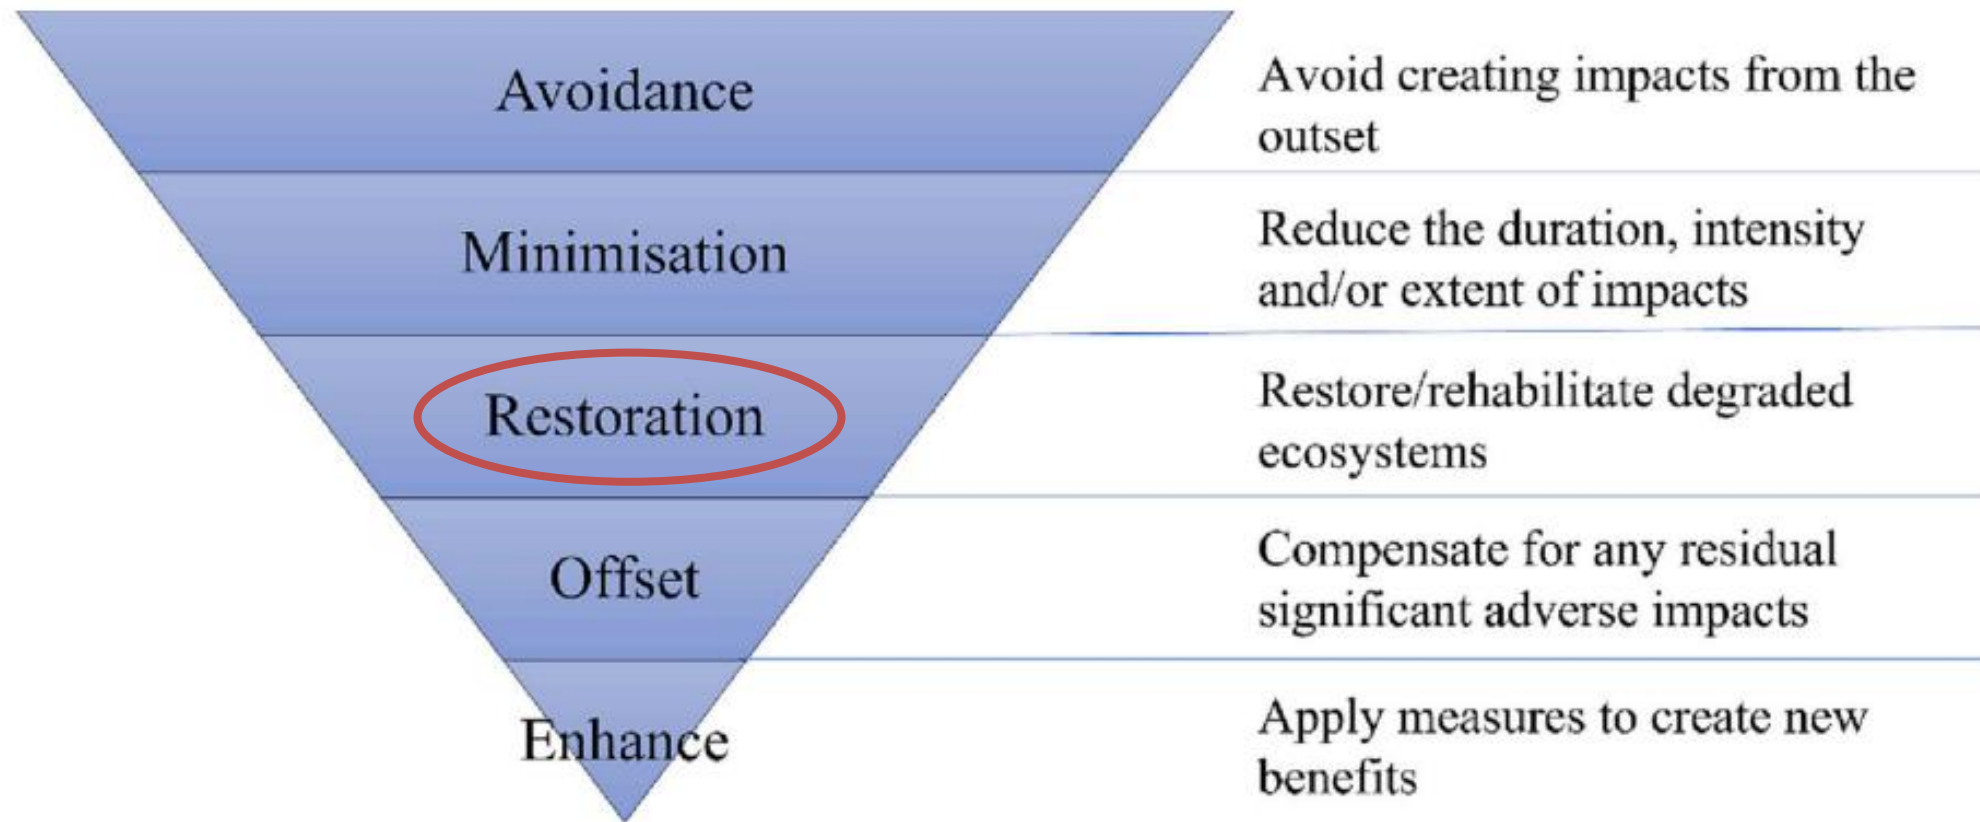 Avoidance
Avoid creating impacts from the
outset
Minimisation
Reduce the duration, intensity
and/or extent of impacts
Restoration
Restore/rehabilitate degraded
ecosystems
Offset
Compensate for any residual
significant adverse impacts
Enhance
Apply measures to create new
benefits